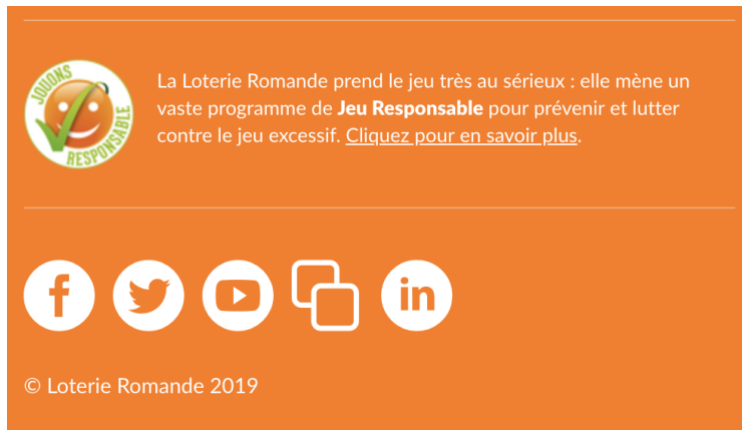 JOUONS
RESPONSABLE
La Loterie Romande prend le jeu très au sérieux : elle mène un
vaste programme de Jeu Responsable pour prévenir et lutter
contre le jeu excessif. Cliquez pour en savoir plus.
f
in
© Loterie Romande 2019